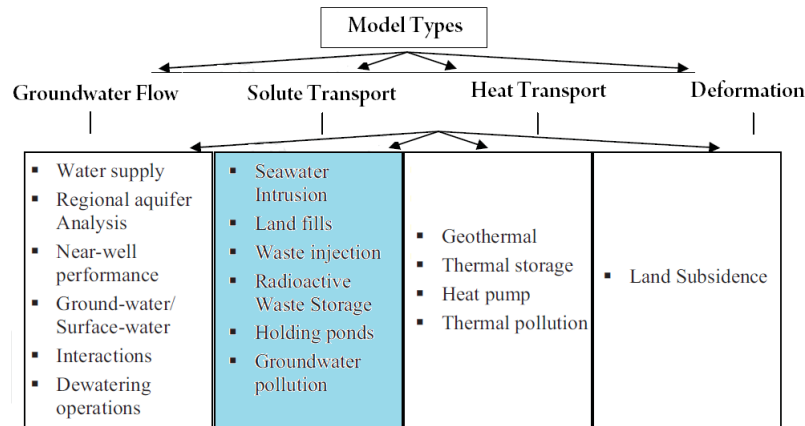 Model Types
Groundwater Flow
Solute Transport
Heat Transport
Deformation
▪ Water supply
▪ Regional aquifer
Analysis
▪ Near-well
performance
▪ Ground-water/
Surface-water
▪ Interactions
▪ Dewatering
operations
▪ Seawater
Intrusion
▪ Land fills
▪ Waste injection
▪ Radioactive
Waste Storage
▪ Holding ponds
▪ Groundwater
pollution
▪ Geothermal
▪ Thermal storage
▪ Heat pump
▪ Thermal pollution
▪ Land Subsidence